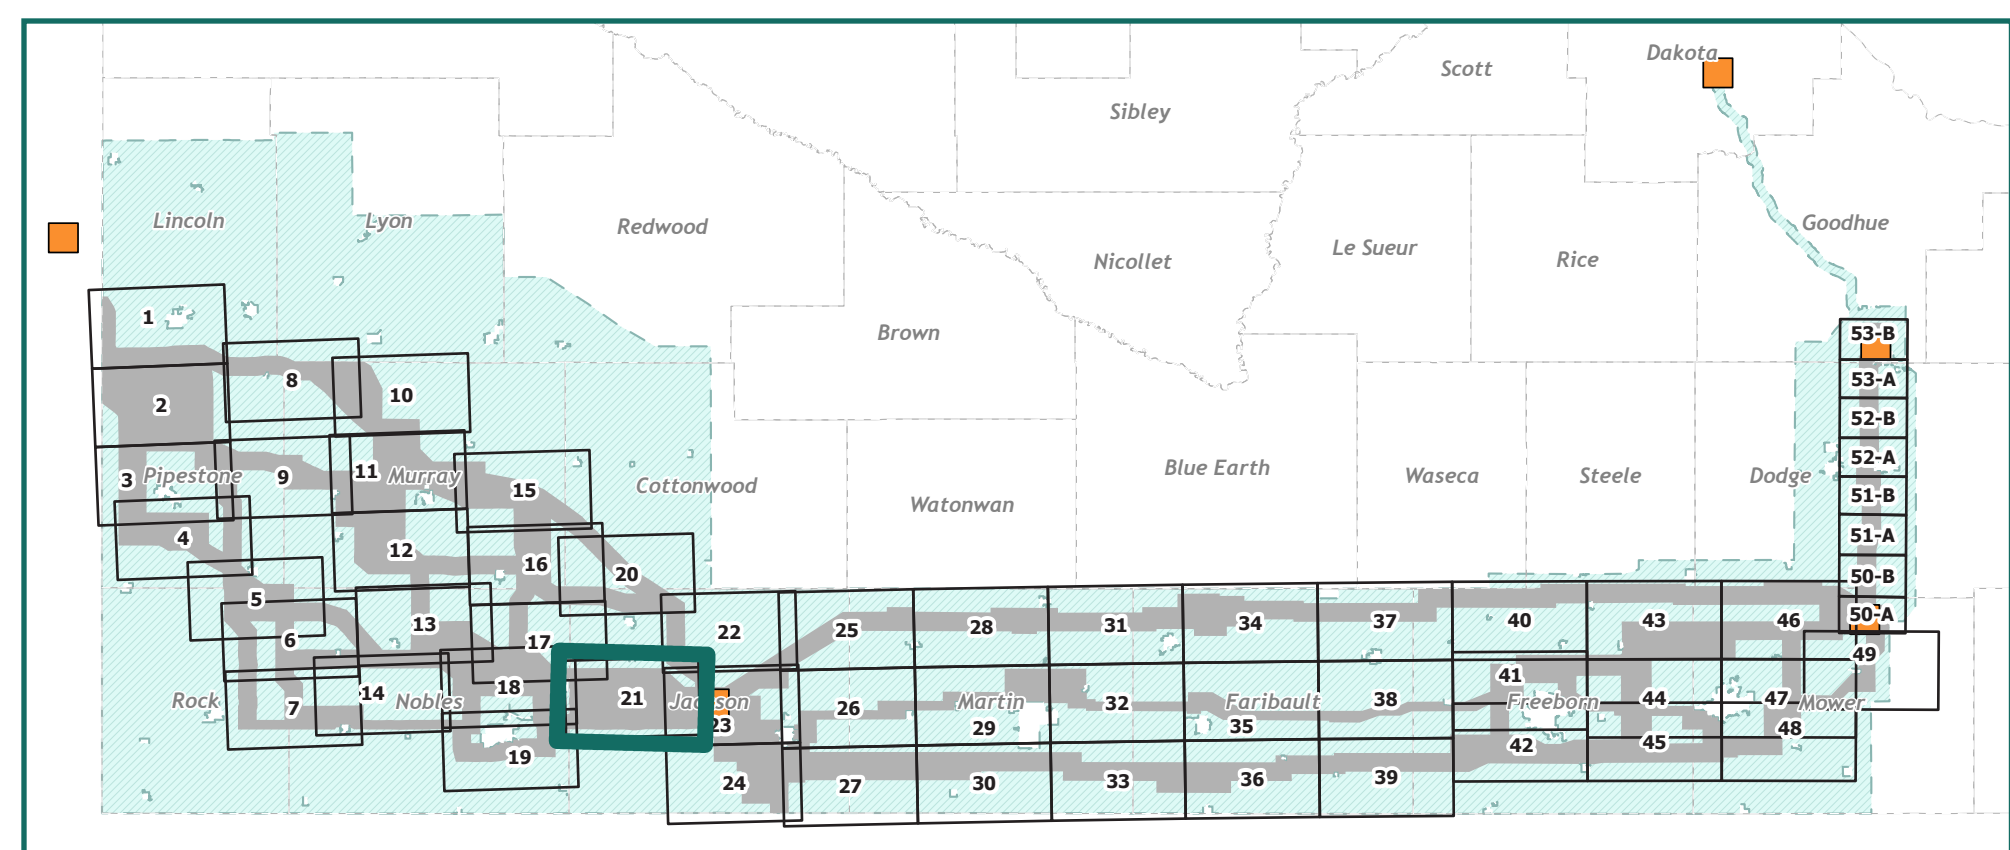 Dakota
Scott
Sibley
Lincoln
Lyon
Redwood
Goodhue
Le Sueur
Rice
Nicollet
1
Brown
53-B
8
53-A
10
2
52-B
52-A
Blue Earth
11
Pipestone
9
Murray
Waseca
Steele
Dodge
3
15
Cottonwood
51-B
Watonwan
4
51-A
12
16
20
50-B
5
50-A
6
13
22
25
28
31
34
37
40
43
46
17
49
41
18
14
21
7
Rock
Nobles
Jackson
26
Martin
32
Faribault
38
Freeborn
44
47
Mower
23
29
35
48
42
45
19
24
27
30
33
36
39